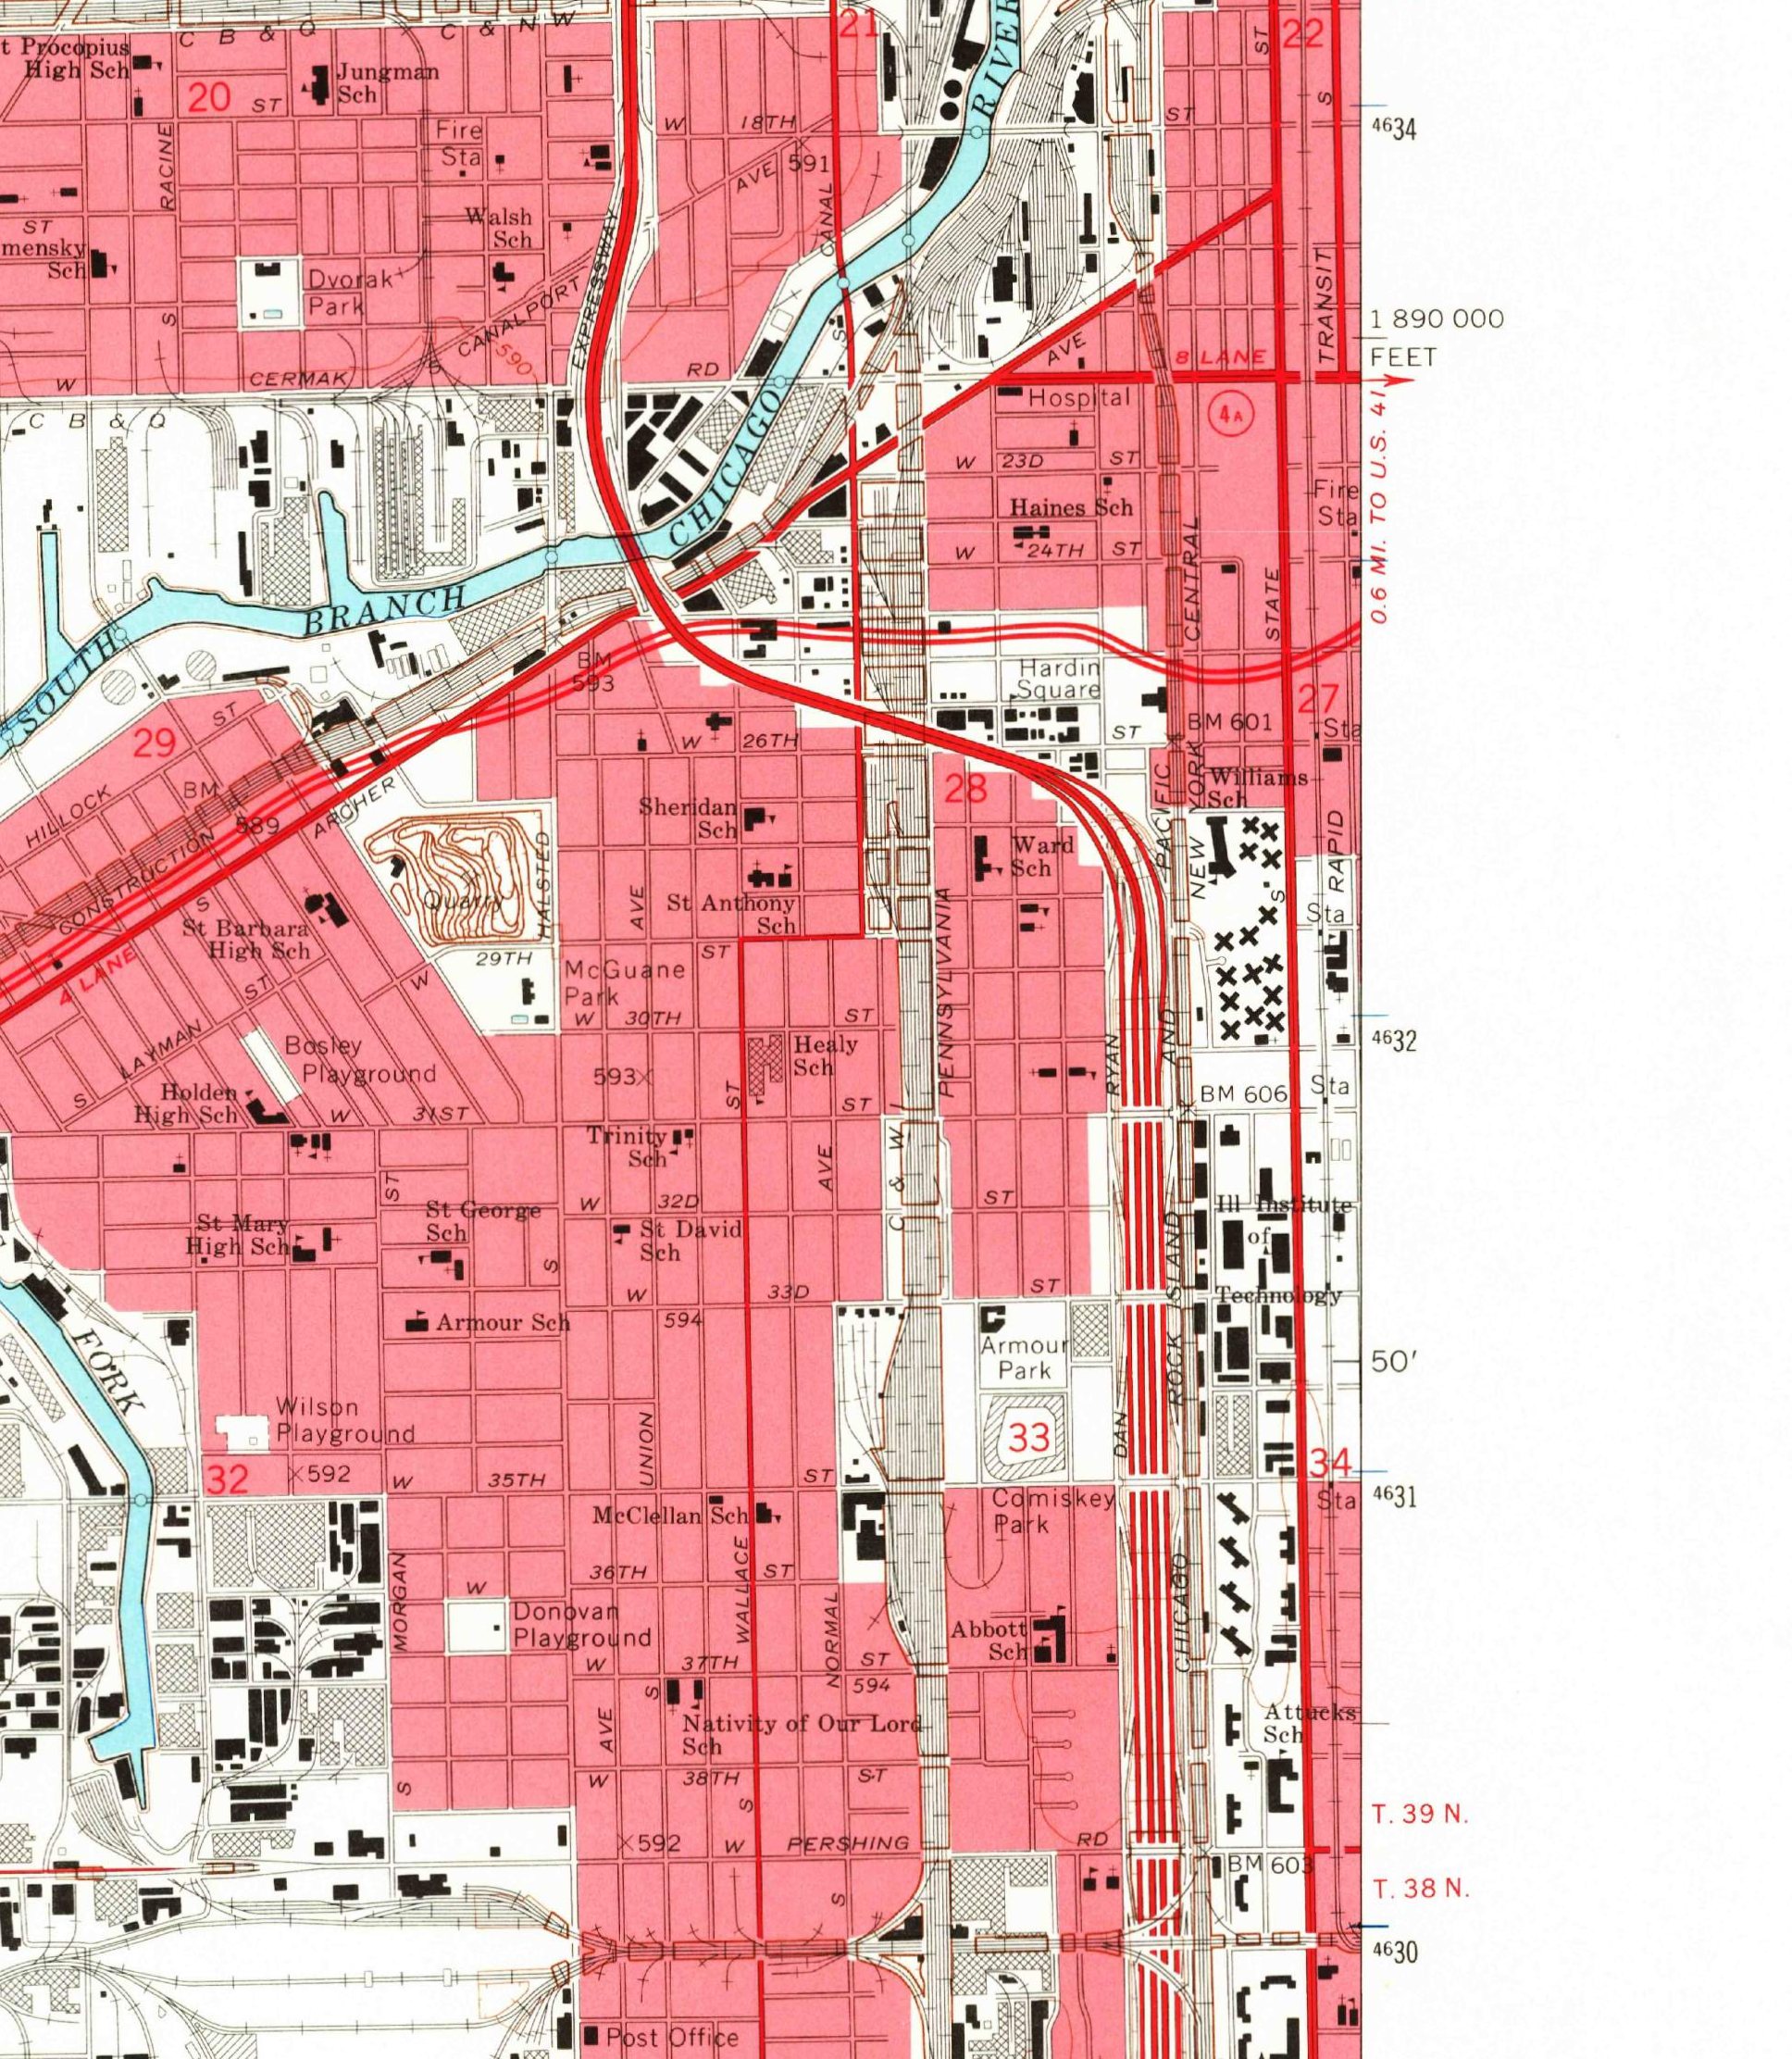 C B & Q
C & N W
21
22
ST
t Procopius
High Sch
Jungman
Sch
RIVER
20
ST
RACINE
Fire
Sta
W
18TH
ST
S
4634
AVE
591
ST
mensky
Sch
Walsh
Sch
CANAL
Dvorak
Park
S
CANALPORT
590
EXPRESSWAY
TRANSIT
1 890 000
FEET
S
AVE
8 LANE
W
CERMAK
S
RD
4A
C B & Q
Hospital
0.6 MI. TO U.S. 41
W
23D
ST
Fire
Sta
Haines Sch
W
24TH
ST
CHICAGO
SOUTH
BRANCH
CENTRAL
STATE
BM
593
Hardin
Square
27
29
ST
W
26TH
ST
BM 601
Sta
HILLOCK
BM
589
ARCHER
28
PACIFIC
YORK
Williams
Sch
Sheridan
Sch
CONSTRUCTION
HALSTED
Ward
Sch
NEW
RAPID
Quarry
AVE
St Anthony
Sch
S
Sta
S
St Barbara
High Sch
4 LANE
ST
W
29TH
McGuane
Park
ST
PENNSYLVANIA
W
30TH
ST
LAYMAN
Bosley
Playground
Healy
Sch
RYAN
AND
4632
S
Holden
High Sch
W
31ST
593
ST
ST
BM 606
Sta
Trinity
Sch
AVE
C & W I
ST
W
32D
ST
St Mary
High Sch
St George
Sch
St David
Sch
Ill Institute
of
Technology
S
W
33D
ST
Armour Sch
594
Armour
Park
50'
FORK
ISLAND
ROCK
Wilson
Playground
UNION
DAN
33
34
32
592
W
35TH
ST
Comiskey
Park
Sta
4631
McClellan Sch
MORGAN
36TH
ST
WALLACE
W
Donovan
Playground
NORMAL
CHICAGO
Abbott
Sch
W
37TH
ST
S
594
AVE
Nativity of Our Lord
Sch
Attucks
Sch
S
W
38TH
ST
S
T. 39 N.
592
W
PERSHING
RD
BM 603
T. 38 N.
S
4630
Post Office